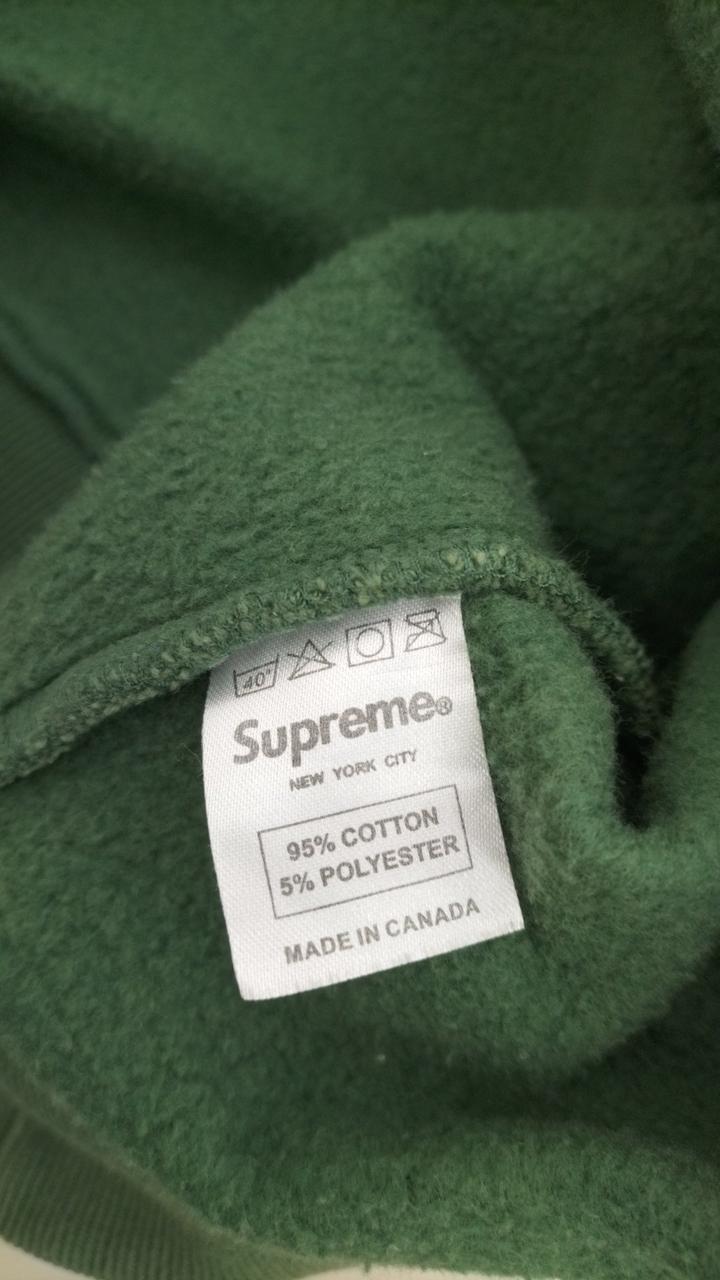 40°
Supreme®
NEW YORK CITY
95% COTTON
5% POLYESTER
MADE IN CANADA